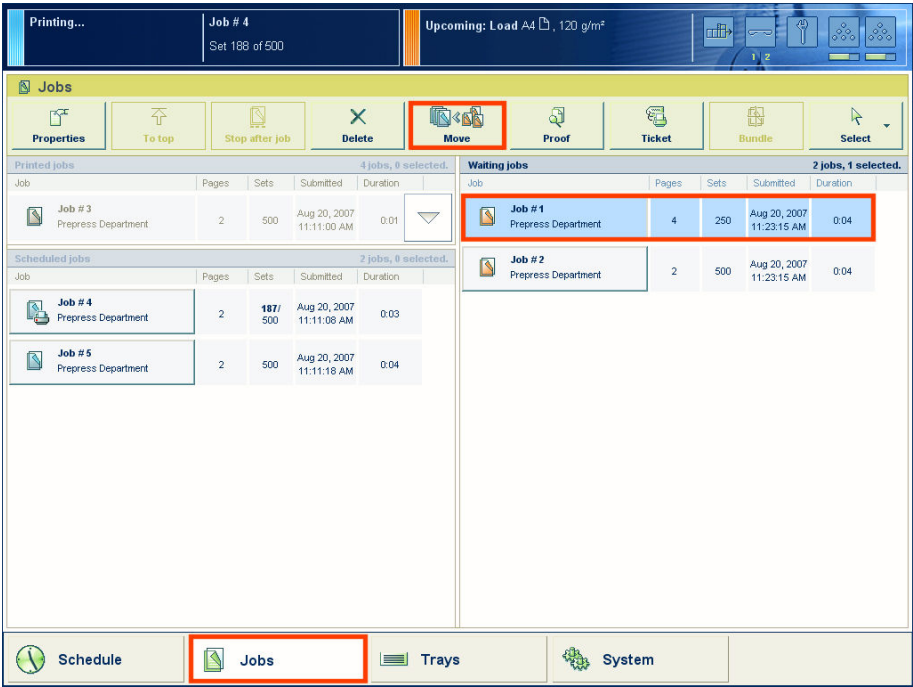 Printing...
Job # 4
Set 188 of 500
Upcoming: Load A4 , 120 g/m²
1 | 2
Jobs
Properties
To top
Stop after job
Delete
Move
Proof
Ticket
Bundle
Select
Printed jobs 4 jobs, 0 selected.
Job Pages Sets Submitted Duration
Job # 3
Prepress Department
2 500 Aug 20, 2007 0:01
11:11:00 AM
Scheduled jobs 2 jobs, 0 selected.
Job Pages Sets Submitted Duration
Job # 4
Prepress Department
2 187/ Aug 20, 2007 0:03
500 11:11:08 AM
Job # 5
Prepress Department
2 500 Aug 20, 2007 0:04
11:11:18 AM
Waiting jobs 2 jobs, 1 selected.
Job Pages Sets Submitted Duration
Job # 1
Prepress Department
4 250 Aug 20, 2007 0:04
11:23:15 AM
Job # 2
Prepress Department
2 500 Aug 20, 2007 0:04
11:23:15 AM
Schedule
Jobs
Trays
System